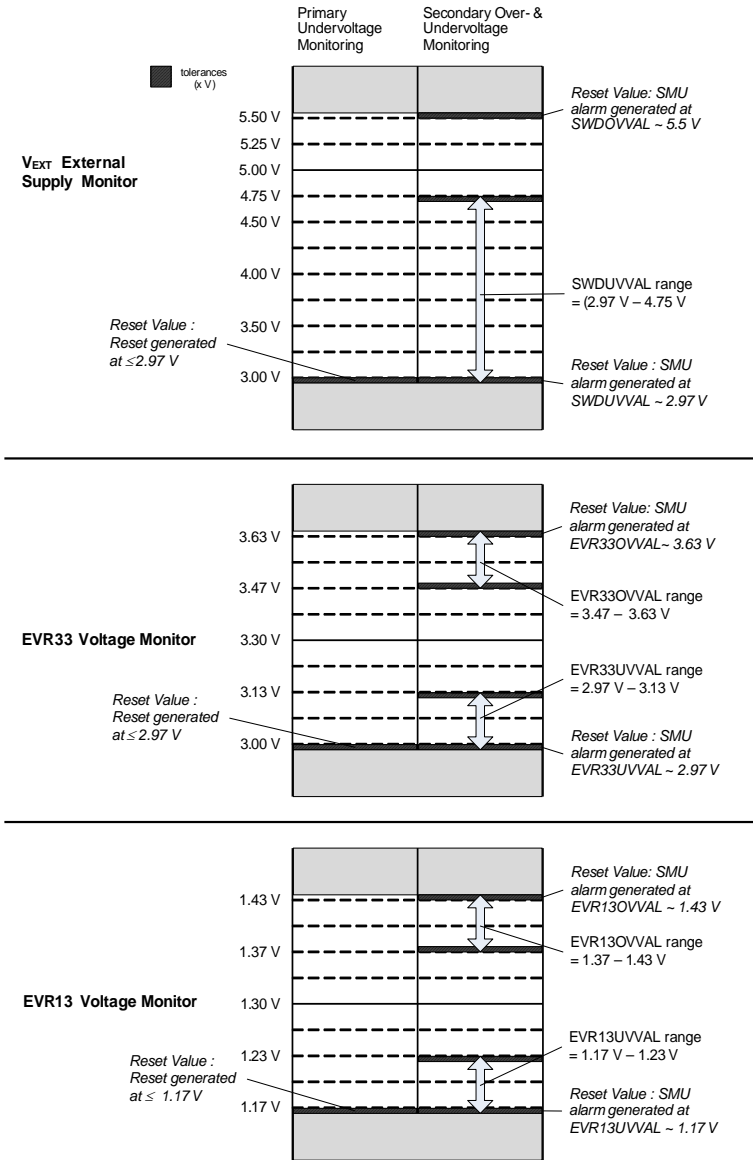 Primary
Undervoltage
Monitoring
Secondary Over- &
Undervoltage
Monitoring
tolerances
(x V)
VEXT External
Supply Monitor
5.50 V
5.25 V
5.00 V
4.75 V
4.50 V
4.00 V
3.50 V
3.00 V
Reset Value: SMU
alarm generated at
SWDOVVAL ~ 5.5 V
SWDUVVAL range
= (2.97 V – 4.75 V
Reset Value :
Reset generated
at ≤2.97 V
Reset Value : SMU
alarm generated at
SWDUVVAL ~ 2.97 V
EVR33 Voltage Monitor
3.63 V
3.47 V
3.30 V
3.13 V
3.00 V
Reset Value: SMU
alarm generated at
EVR33OVVAL~ 3.63 V
EVR33OVVAL range
= 3.47 – 3.63 V
EVR33UVVAL range
= 2.97 V – 3.13 V
Reset Value :
Reset generated
at ≤ 2.97 V
Reset Value : SMU
alarm generated at
EVR33UVVAL ~ 2.97 V
EVR13 Voltage Monitor
1.43 V
1.37 V
1.30 V
1.23 V
1.17 V
Reset Value: SMU
alarm generated at
EVR13OVVAL ~ 1.43 V
EVR13OVVAL range
= 1.37 – 1.43 V
EVR13UVVAL range
= 1.17 V – 1.23 V
Reset Value :
Reset generated
at ≤ 1.17 V
Reset Value : SMU
alarm generated at
EVR13UVVAL ~ 1.17 V